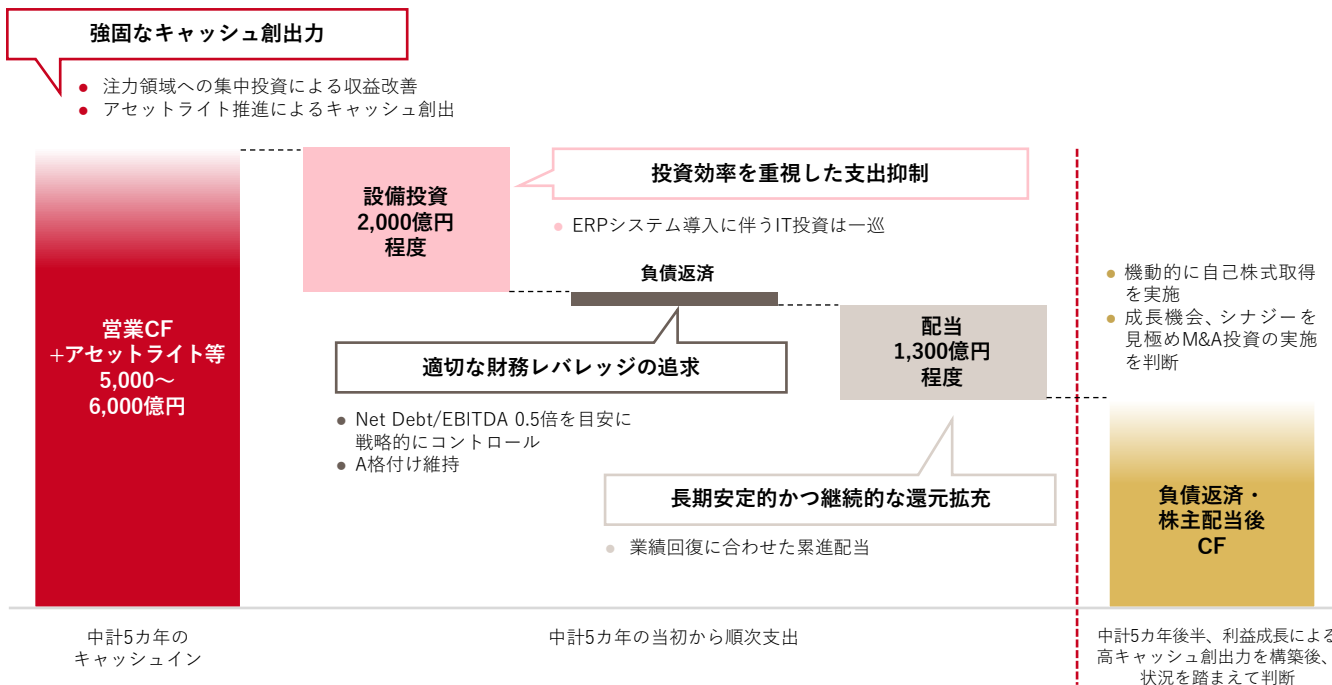 強固なキャッシュ創出力
● 注力領域への集中投資による収益改善
● アセットライト推進によるキャッシュ創出
営業CF
+アセットライト等
5,000～
6,000億円
設備投資
2,000億円
程度
投資効率を重視した支出抑制
● ERPシステム導入に伴うIT投資は一巡
負債返済
適切な財務レバレッジの追求
● Net Debt/EBITDA 0.5倍を目安に
戦略的にコントロール
● A格付け維持
配当
1,300億円
程度
長期安定的かつ継続的な還元拡充
● 業績回復に合わせた累進配当
● 機動的に自己株式取得
を実施
● 成長機会、シナジーを
見極めM&A投資の実施
を判断
負債返済・
株主配当後
CF
中計5カ年の
キャッシュイン
中計5カ年の当初から順次支出
中計5カ年後半、利益成長による
高キャッシュ創出力を構築後、
状況を踏まえて判断